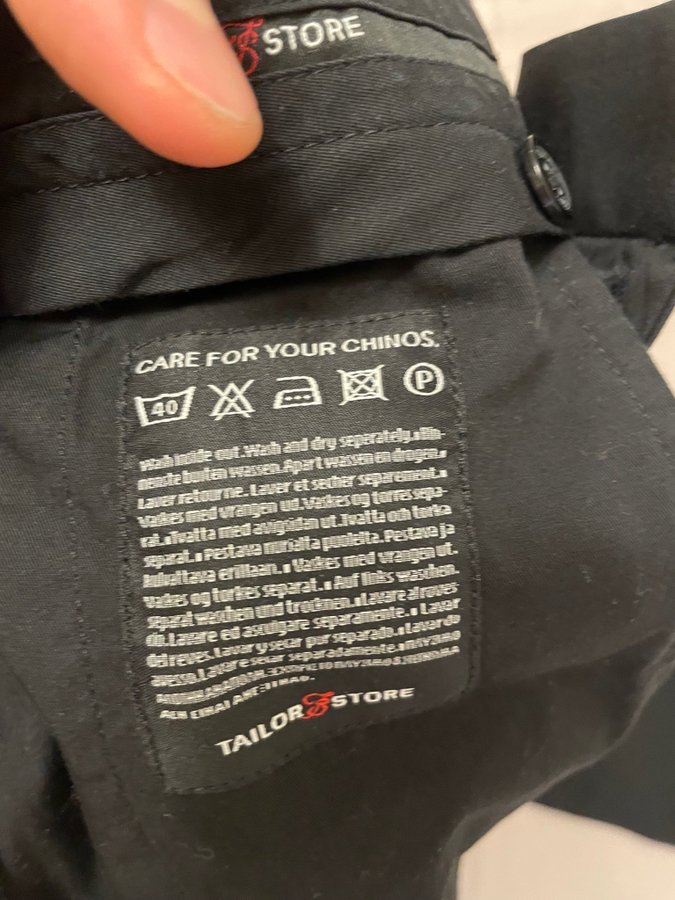 STORE
CARE FOR YOUR CHINOS.
40 P
Wash inside out. Wash and dry seperately. Bin-
nenste buiten wassen. Apart wassen en drogen.
Laver retourne. Laver et secher separement.
Vaskes med vrangen ud. Vaskes og torres sepa-
rat. Tvatta med avigsidan ut. Tvatta och torka
separat. Pestava nurialta puolelta. Pestava ja
erillaan. Vaskes med vrangen ut.
Vaskes og torkes separat. Auf links waschen.
Separat waschen und trocknen. Lavare al roves
cio. Lavare ed asciugare separamente. Lavar
del reves. Lavar y secar por separado. Lavar do
avesso. Lavar e secar separadamente.
TAILOR STORE